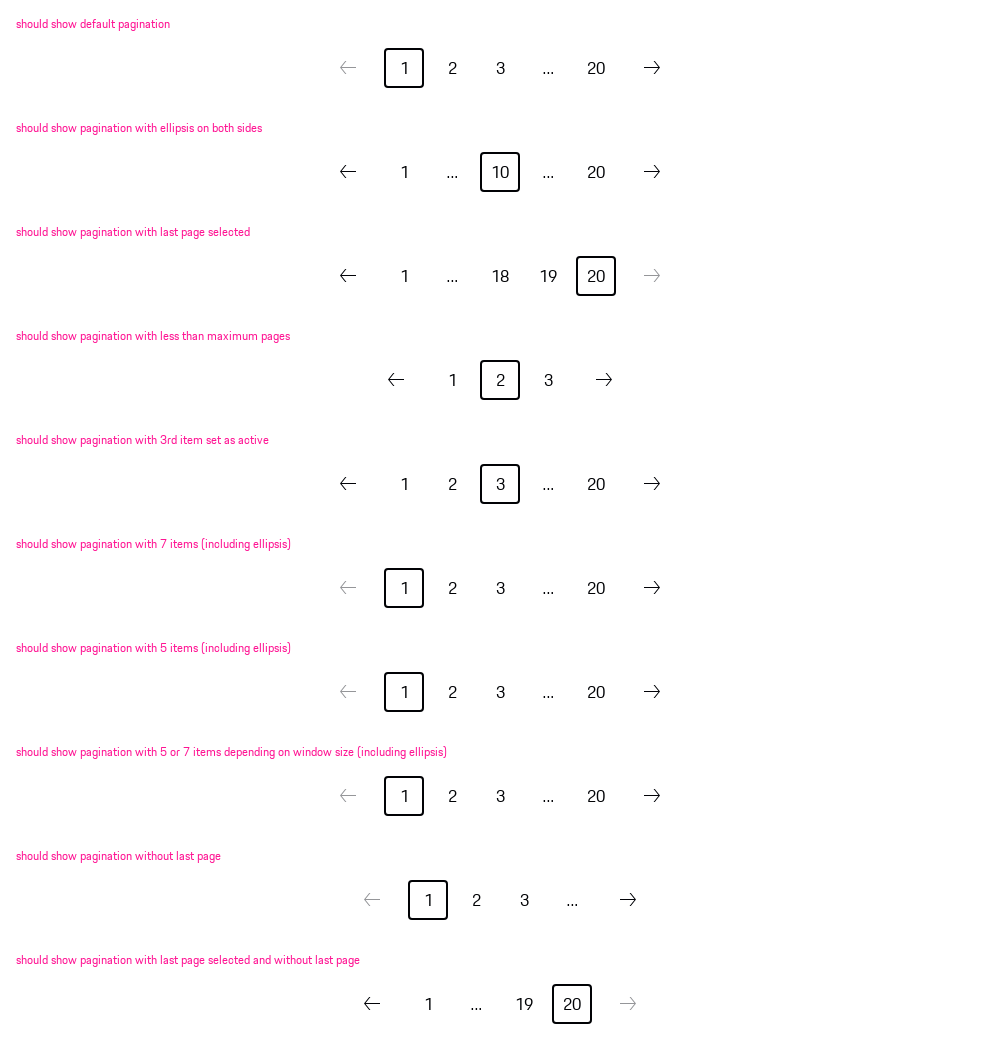 should show default pagination
← 1 2 3 ... 20 →
should show pagination with ellipsis on both sides
← 1 ... 10 ... 20 →
should show pagination with last page selected
← 1 ... 18 19 20 →
should show pagination with less than maximum pages
← 1 2 3 →
should show pagination with 3rd item set as active
← 1 2 3 ... 20 →
should show pagination with 7 items (including ellipsis)
← 1 2 3 ... 20 →
should show pagination with 5 items (including ellipsis)
← 1 2 3 ... 20 →
should show pagination with 5 or 7 items depending on window size (including ellipsis)
← 1 2 3 ... 20 →
should show pagination without last page
← 1 2 3 ... →
should show pagination with last page selected and without last page
← 1 ... 19 20 →